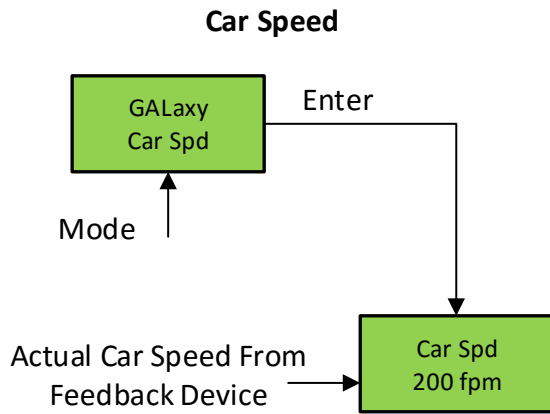 Car Speed
GALaxy
Car Spd
Enter
Mode
Actual Car Speed From
Feedback Device
Car Spd
200 fpm